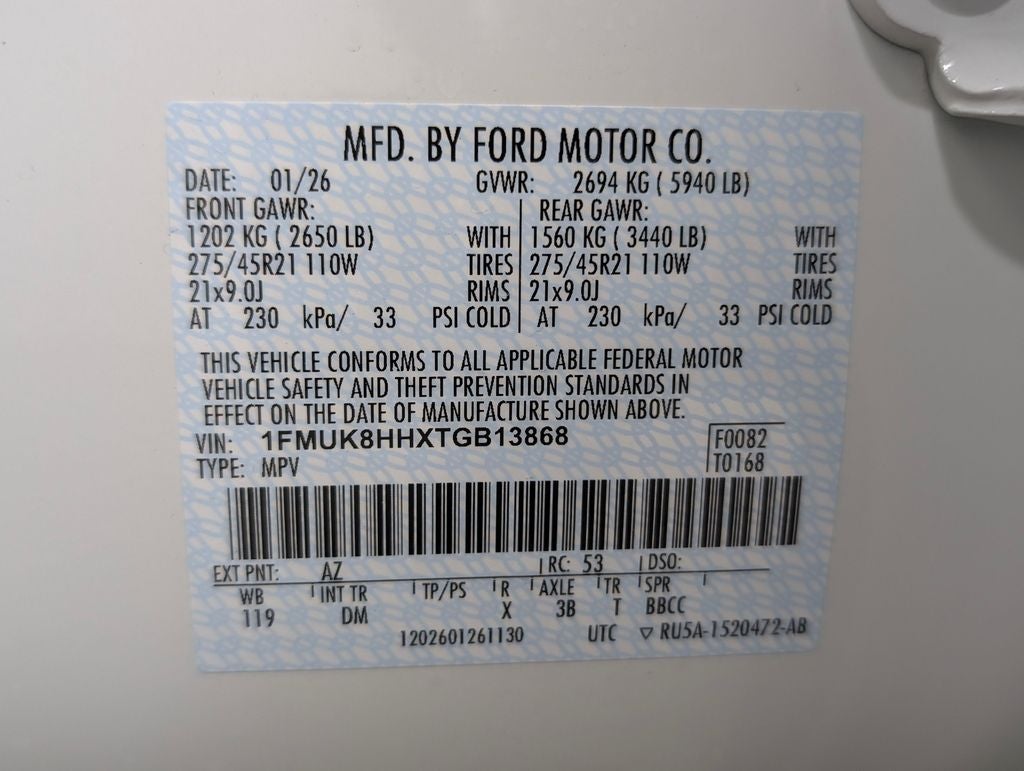 MFD. BY FORD MOTOR CO.
DATE: 01/26 GVWR: 2694 KG ( 5940 LB)
FRONT GAWR: REAR GAWR:
1202 KG ( 2650 LB) WITH 1560 KG ( 3440 LB) WITH
275/45R21 110W TIRES 275/45R21 110W TIRES
21x9.0J RIMS 21x9.0J RIMS
AT 230 kPa/ 33 PSI COLD AT 230 kPa/ 33 PSI COLD
THIS VEHICLE CONFORMS TO ALL APPLICABLE FEDERAL MOTOR
VEHICLE SAFETY AND THEFT PREVENTION STANDARDS IN
EFFECT ON THE DATE OF MANUFACTURE SHOWN ABOVE.
VIN: 1FMUK8HHXTGB13868 F0082
TYPE: MPV T0168
EXT PNT: AZ RC: 53 DSO:
WB INT TR TP/PS R AXLE TR SPR
119 DM X 3B T BBCC
1202601261130 UTC ▽ RU5A-1520472-AB